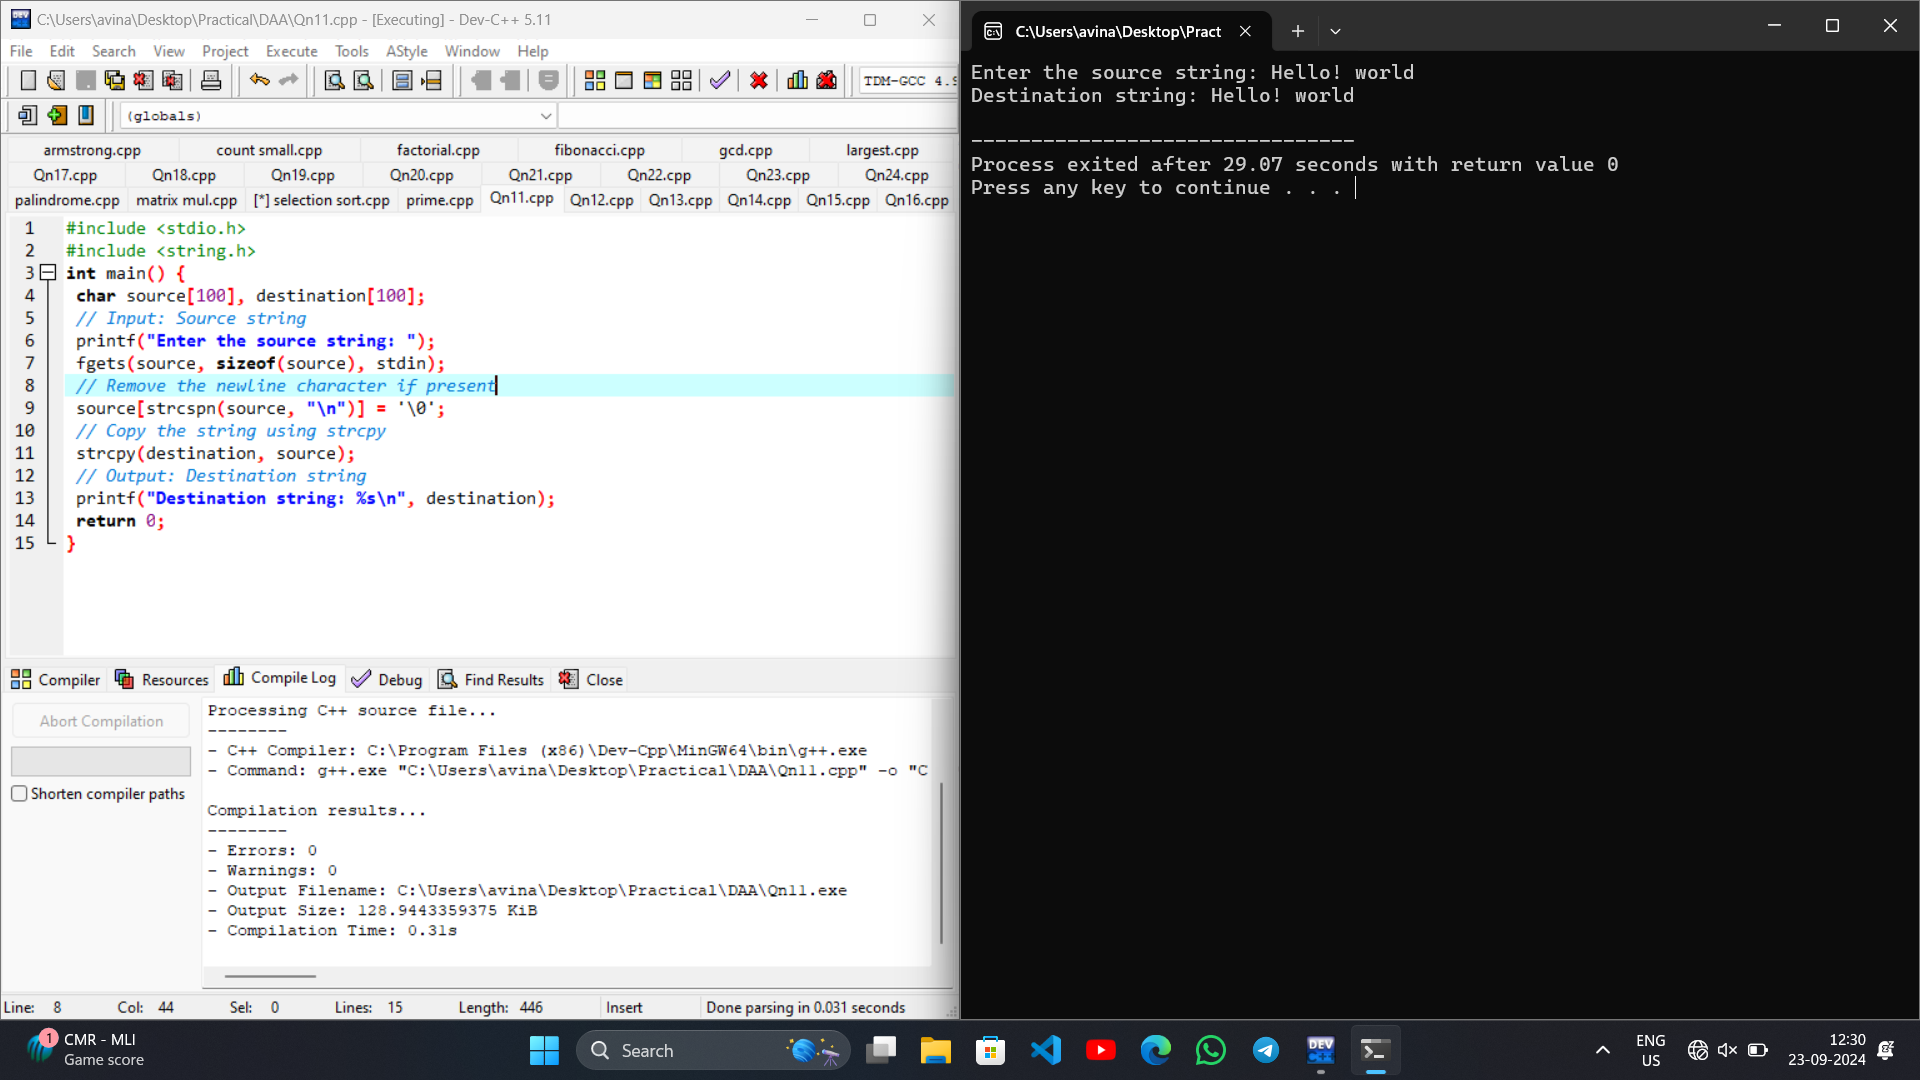 C:\Users\avina\Desktop\Practical\DAA\Qn11.cpp - [Executing] - Dev-C++ 5.11
File Edit Search View Project Execute Tools AStyle Window Help
TDM-GCC 4.9
(globals)
armstrong.cpp count small.cpp factorial.cpp fibonacci.cpp gcd.cpp largest.cpp
Qn17.cpp Qn18.cpp Qn19.cpp Qn20.cpp Qn21.cpp Qn22.cpp Qn23.cpp Qn24.cpp
palindrome.cpp matrix mul.cpp [*] selection sort.cpp prime.cpp Qn11.cpp Qn12.cpp Qn13.cpp Qn14.cpp Qn15.cpp Qn16.cpp
1 #include <stdio.h>
2 #include <string.h>
3 int main() {
4 char source[100], destination[100];
5 // Input: Source string
6 printf("Enter the source string: ");
7 fgets(source, sizeof(source), stdin);
8 // Remove the newline character if present
9 source[strcspn(source, "\n")] = '\0';
10 // Copy the string using strcpy
11 strcpy(destination, source);
12 // Output: Destination string
13 printf("Destination string: %s\n", destination);
14 return 0;
15 }
Compiler Resources Compile Log Debug Find Results Close
Abort Compilation
Shorten compiler paths
Processing C++ source file...
--------
- C++ Compiler: C:\Program Files (x86)\Dev-Cpp\MinGW64\bin\g++.exe
- Command: g++.exe "C:\Users\avina\Desktop\Practical\DAA\Qn11.cpp" -o "C
Compilation results...
--------
- Errors: 0
- Warnings: 0
- Output Filename: C:\Users\avina\Desktop\Practical\DAA\Qn11.exe
- Output Size: 128.9443359375 KiB
- Compilation Time: 0.31s
Line: 8 Col: 44 Sel: 0 Lines: 15 Length: 446 Insert Done parsing in 0.031 seconds
C:\Users\avina\Desktop\Pract
Enter the source string: Hello! world
Destination string: Hello! world
--------------------------------
Process exited after 29.07 seconds with return value 0
Press any key to continue . . .
1
CMR - MLI
Game score
Search
DEV
C++
ENG
US
12:30
23-09-2024